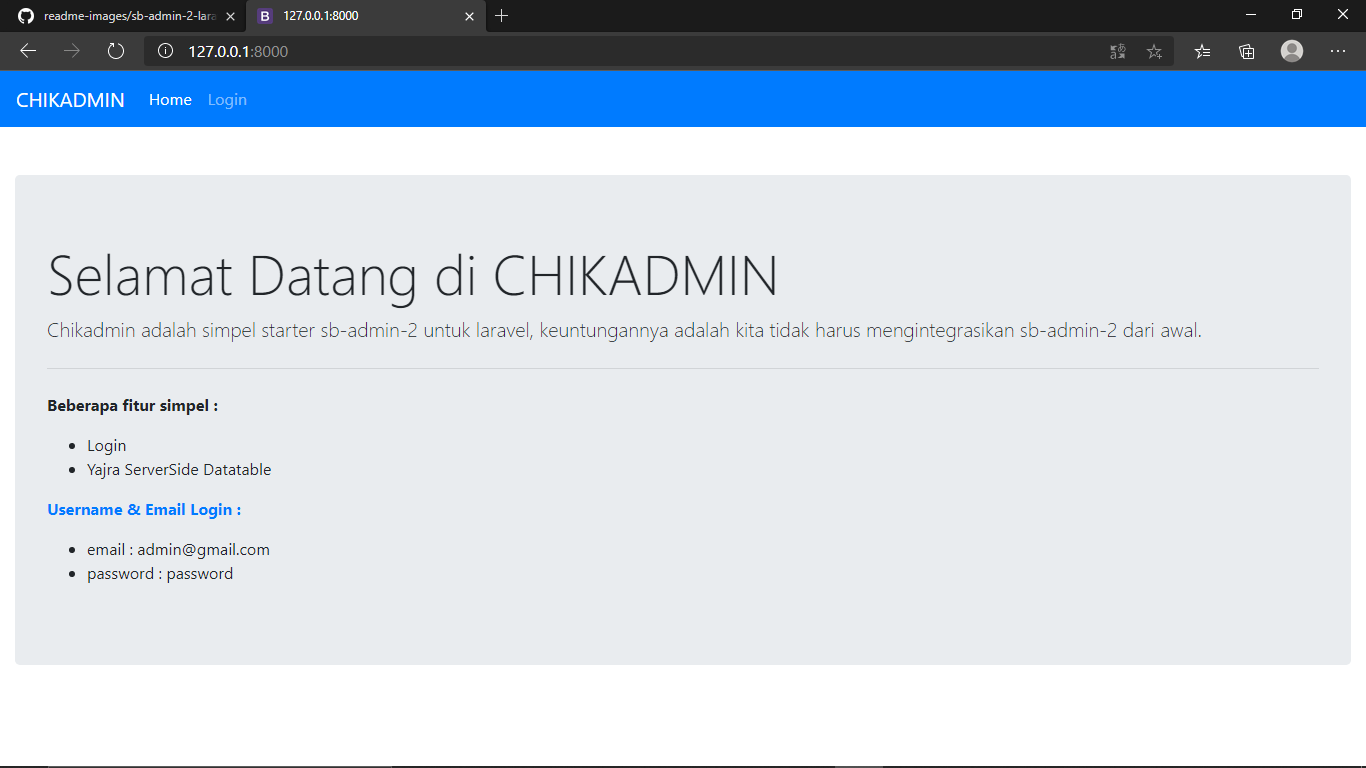 readme-images/sb-admin-2-lara
127.0.0.1:8000
127.0.0.1:8000
CHIKADMIN Home Login
Selamat Datang di CHIKADMIN
Chikadmin adalah simpel starter sb-admin-2 untuk laravel, keuntungannya adalah kita tidak harus mengintegrasikan sb-admin-2 dari awal.
Beberapa fitur simpel :
Login
Yajra ServerSide Datatable
Username & Email Login :
email : admin@gmail.com
password : password